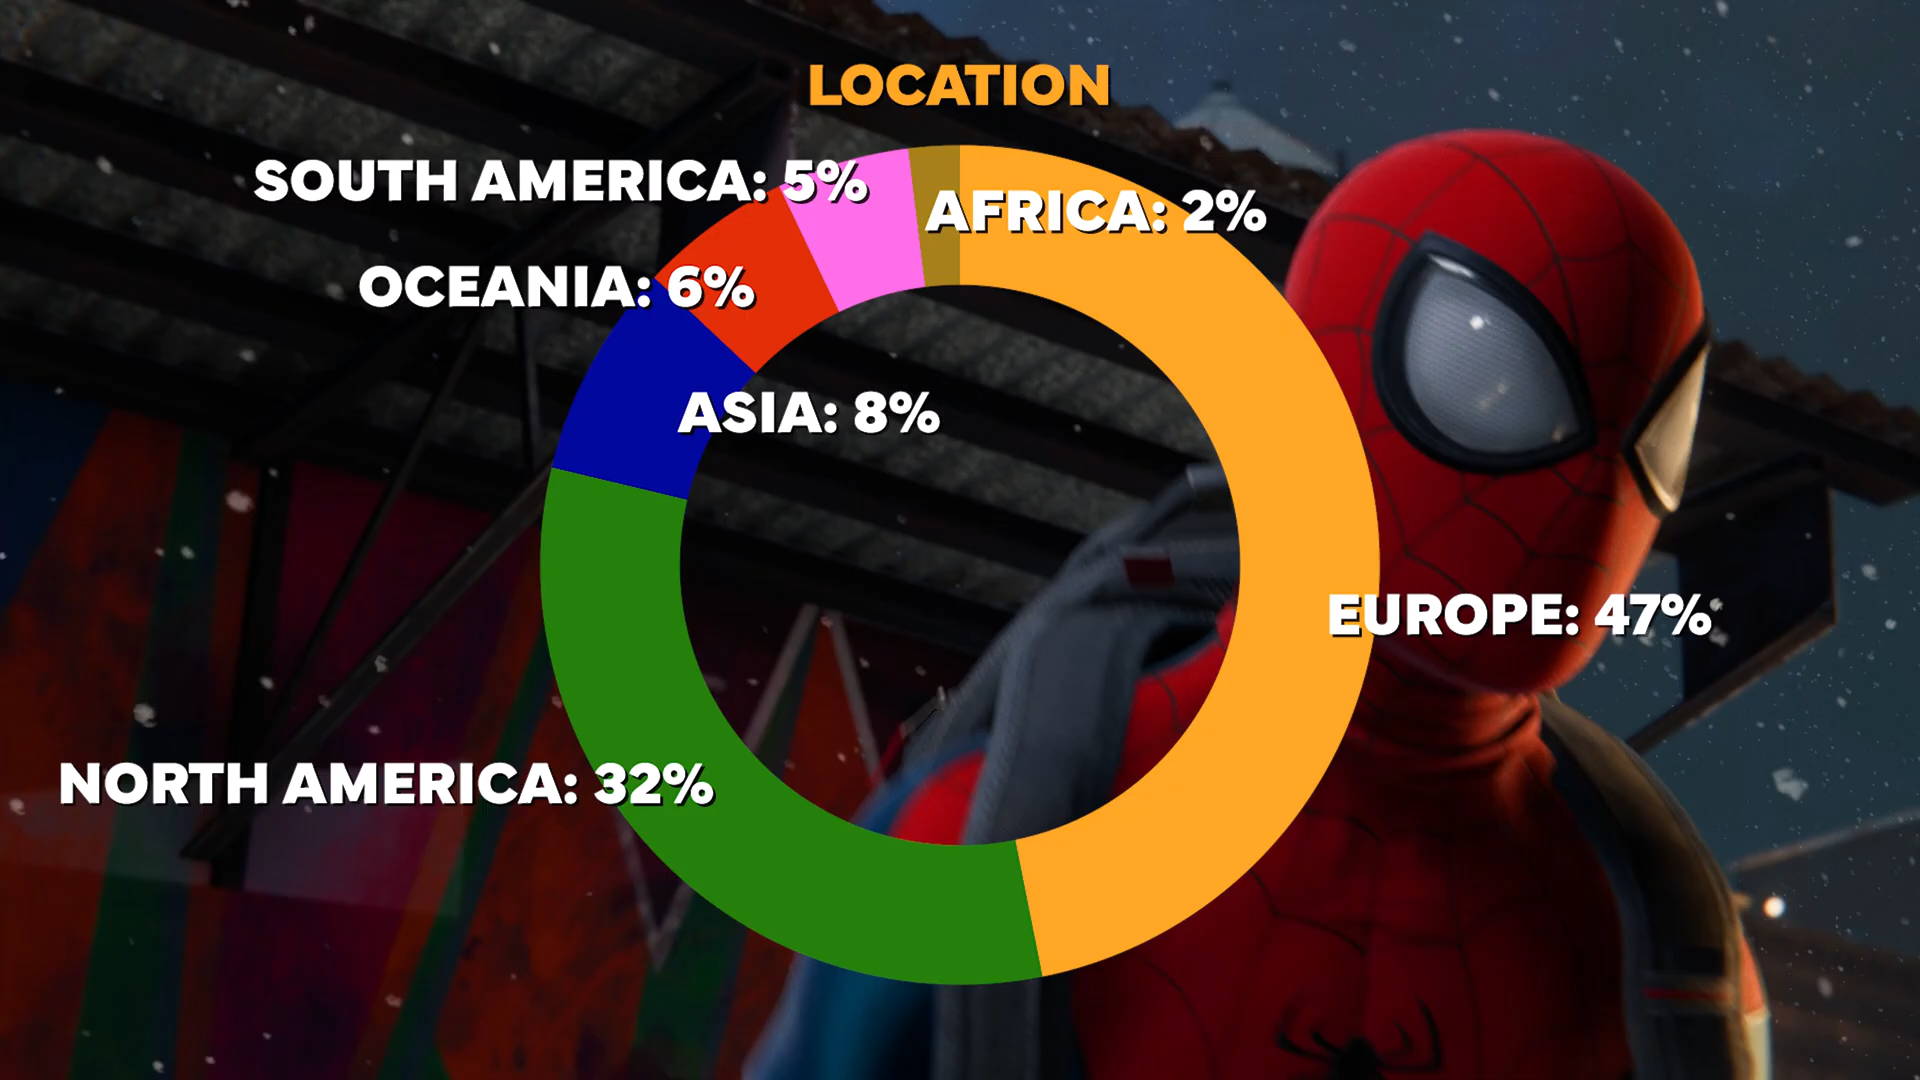 LOCATION
SOUTH AMERICA: 5%
AFRICA: 2%
OCEANIA: 6%
ASIA: 8%
EUROPE: 47%
NORTH AMERICA: 32%